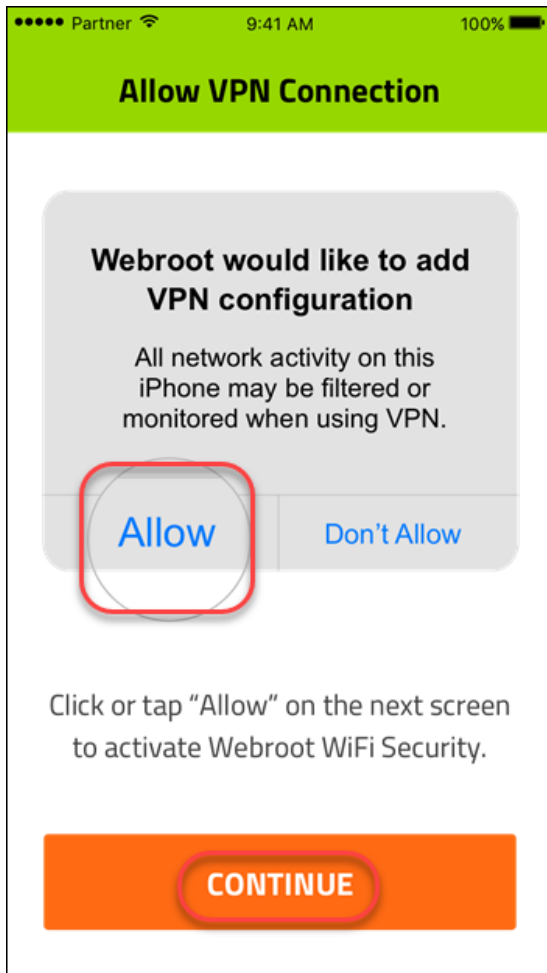 ●●●●● Partner 9:41 AM 100%
Allow VPN Connection
Webroot would like to add
VPN configuration
All network activity on this
iPhone may be filtered or
monitored when using VPN.
Allow Don't Allow
Click or tap “Allow” on the next screen
to activate Webroot WiFi Security.
CONTINUE